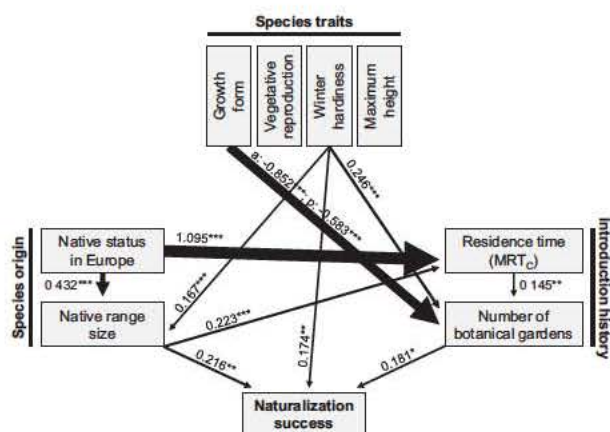 Species traits
Growth
form
Vegetative
reproduction
Winter
hardiness
Maximum
height
a: -0.852***; p: -0.583***
0.246***
Species origin
Native status
in Europe
1.095***
Residence time
(MRTC)
Introduction history
0 432***
0.167***
0.223***
0 145**
Native range
size
Number of
botanical gardens
0.216**
0.174**
0.181*
Naturalization
success